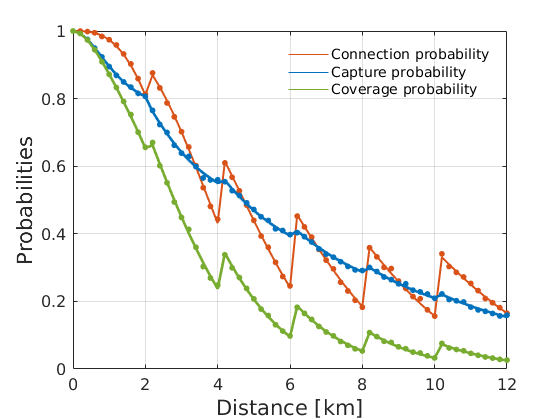 1
Connection probability
Capture probability
Coverage probability
0.8
0.6
0.4
0.2
0
0 2 4 6 8 10 12
Probabilities
Distance [km]